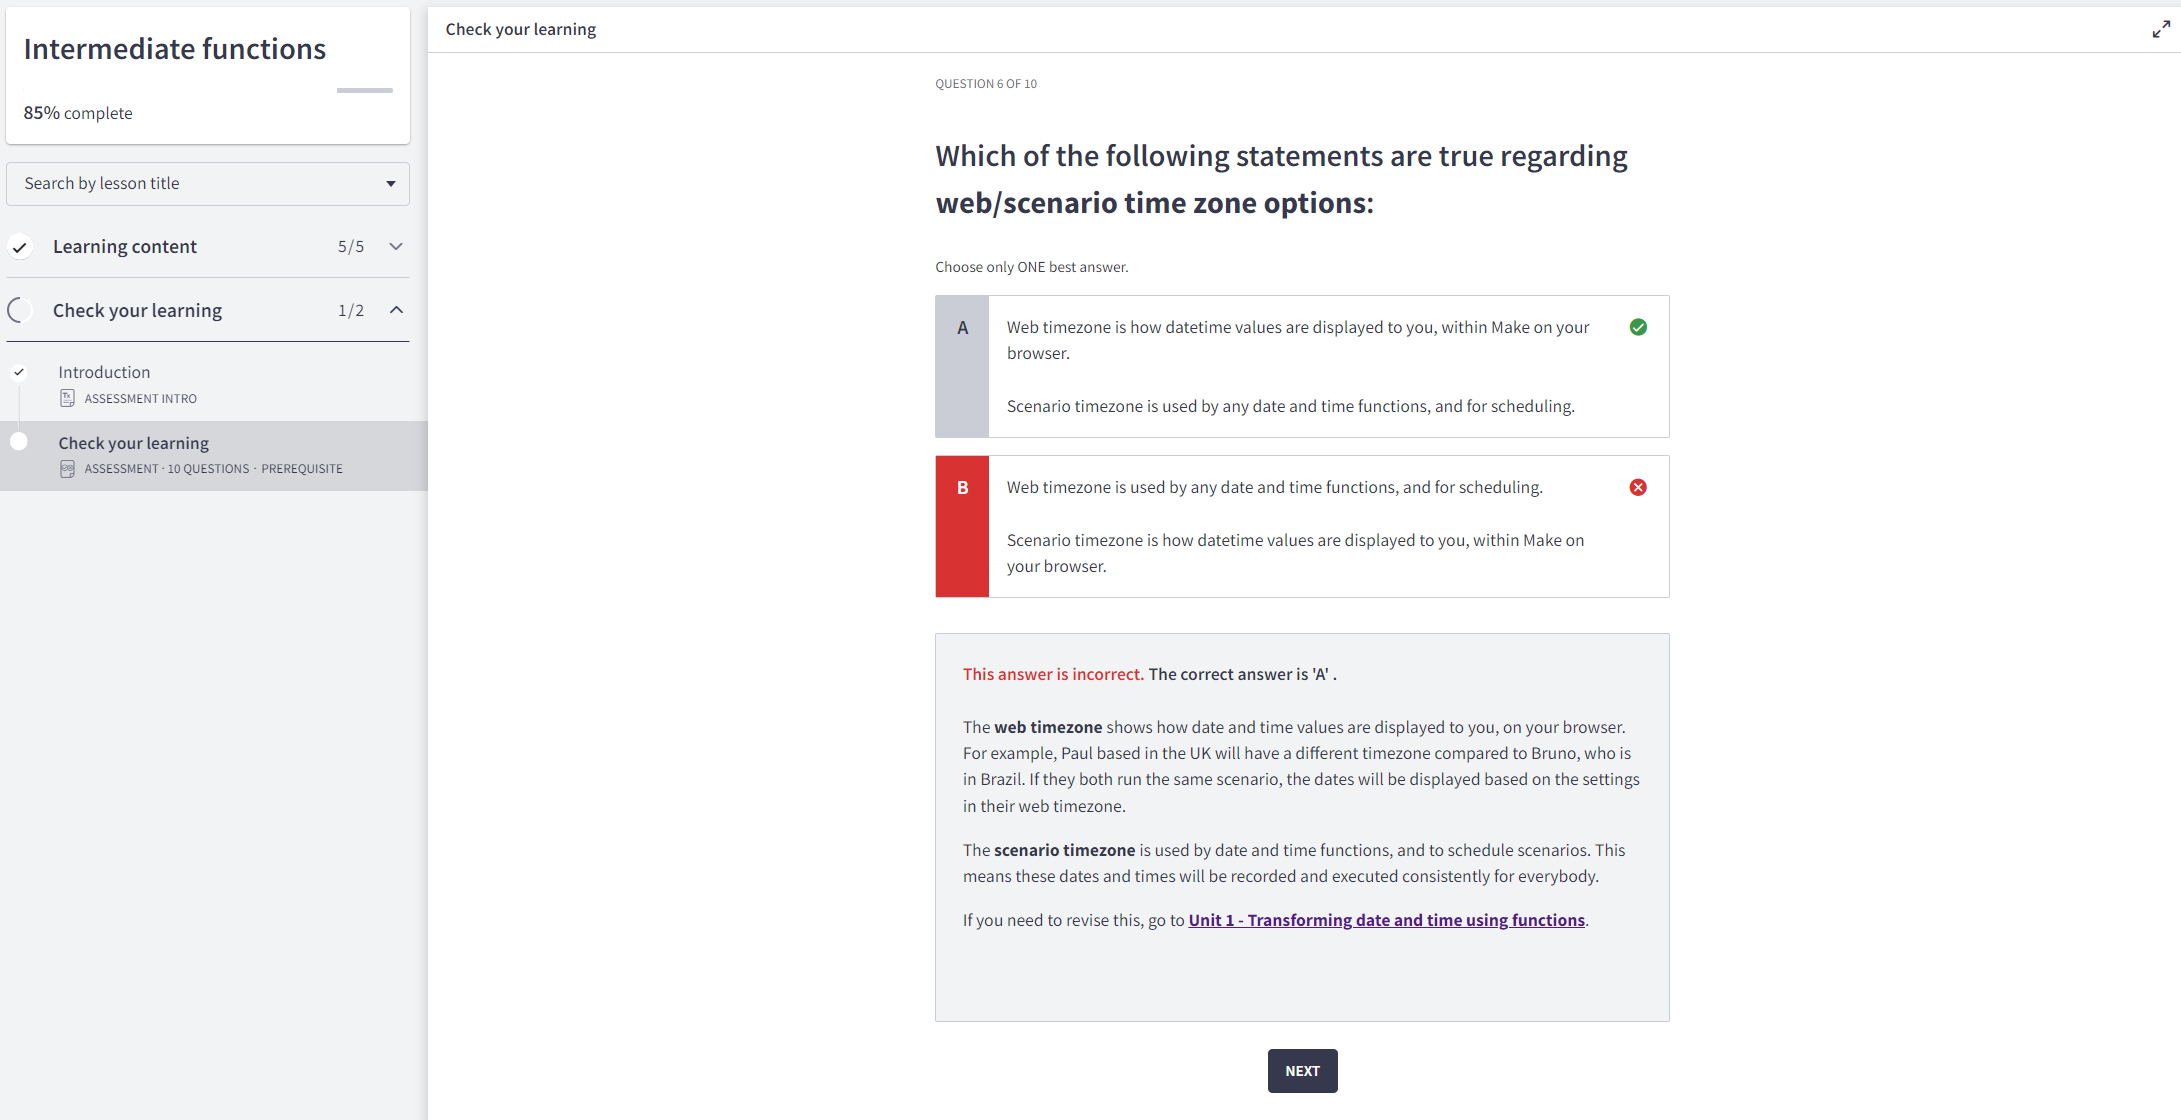 Intermediate functions
85% complete
Search by lesson title
Learning content 5/5
Check your learning 1/2
Introduction
ASSESSMENT INTRO
Check your learning
ASSESSMENT · 10 QUESTIONS · PREREQUISITE
Check your learning
QUESTION 6 OF 10
Which of the following statements are true regarding
web/scenario time zone options:
Choose only ONE best answer.
A
Web timezone is how datetime values are displayed to you, within Make on your
browser.
Scenario timezone is used by any date and time functions, and for scheduling.
B
Web timezone is used by any date and time functions, and for scheduling.
Scenario timezone is how datetime values are displayed to you, within Make on
your browser.
This answer is incorrect. The correct answer is 'A' .
The web timezone shows how date and time values are displayed to you, on your browser.
For example, Paul based in the UK will have a different timezone compared to Bruno, who is
in Brazil. If they both run the same scenario, the dates will be displayed based on the settings
in their web timezone.
The scenario timezone is used by date and time functions, and to schedule scenarios. This
means these dates and times will be recorded and executed consistently for everybody.
If you need to revise this, go to Unit 1 - Transforming date and time using functions.
NEXT